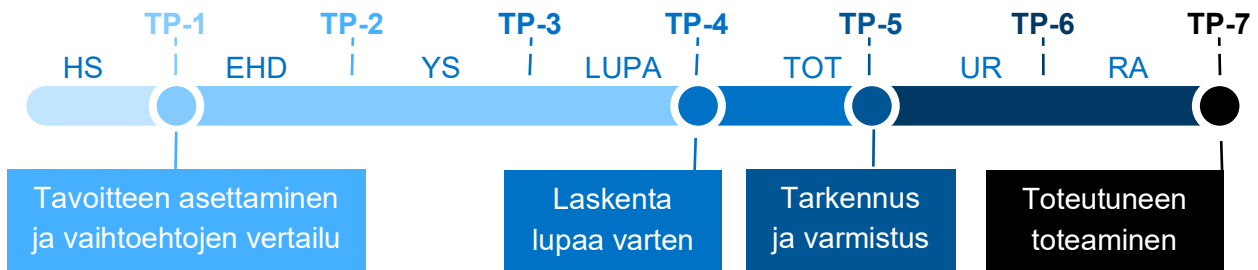 TP-1 TP-2 TP-3 TP-4 TP-5 TP-6 TP-7
HS EHD YS LUPA TOT UR RA
Tavoitteen asettaminen
ja vaihtoehtojen vertailu
Laskenta
lupaa varten
Tarkennus
ja varmistus
Toteutuneen
toteaminen